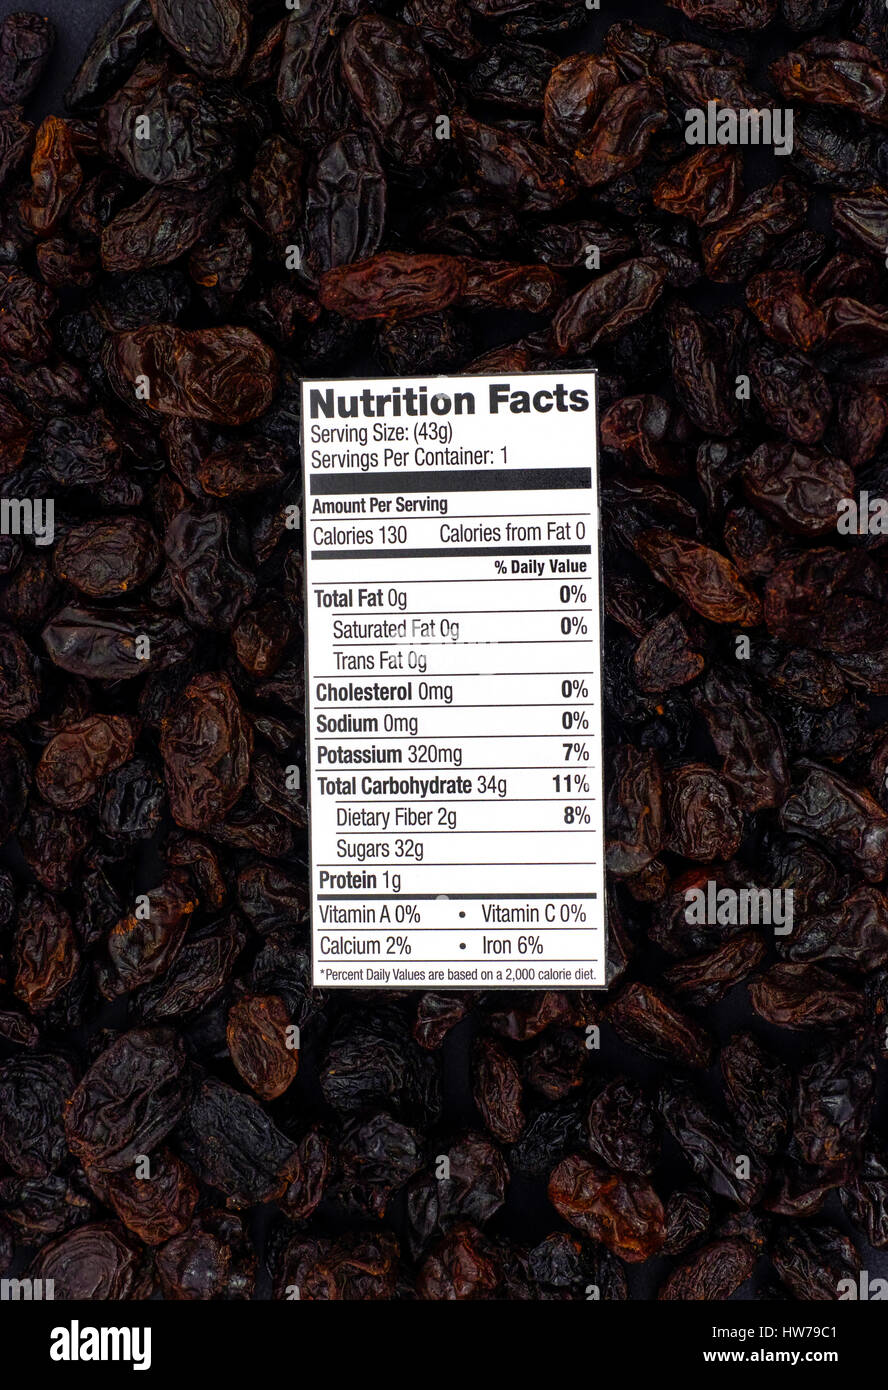 Nutrition Facts
Serving Size: (43g)
Servings Per Container: 1
Amount Per Serving
Calories 130 Calories from Fat 0
% Daily Value
Total Fat 0g 0%
Saturated Fat 0g 0%
Trans Fat 0g
Cholesterol 0mg 0%
Sodium 0mg 0%
Potassium 320mg 7%
Total Carbohydrate 34g 11%
Dietary Fiber 2g 8%
Sugars 32g
Protein 1g
Vitamin A 0% • Vitamin C 0%
Calcium 2% • Iron 6%
*Percent Daily Values are based on a 2,000 calorie diet.
a
alamy
alamy
Image ID: HW79C1
www.alamy.com